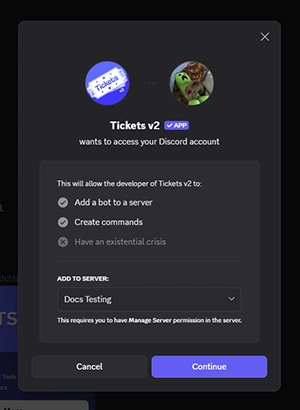 Tickets
v2
Tickets v2 ✓ APP
wants to access your Discord account
This will allow the developer of Tickets v2 to:
Add a bot to a server
Create commands
Have an existential crisis
ADD TO SERVER:
Docs Testing
This requires you to have Manage Server permission in the server.
Cancel
Continue